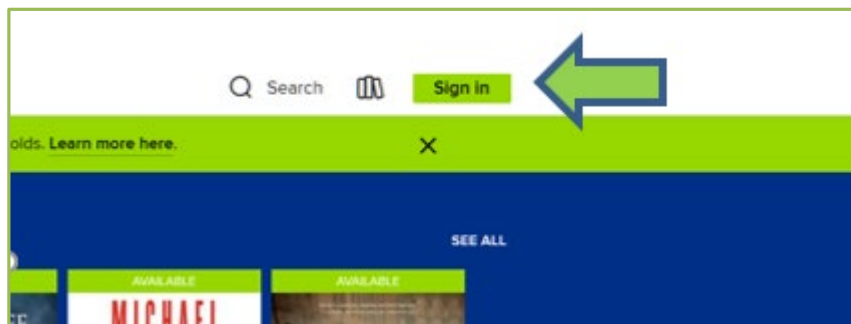 Search
Sign in
olds. Learn more here.
SEE ALL
AVAILABLE
AVAILABLE
MICHAEL